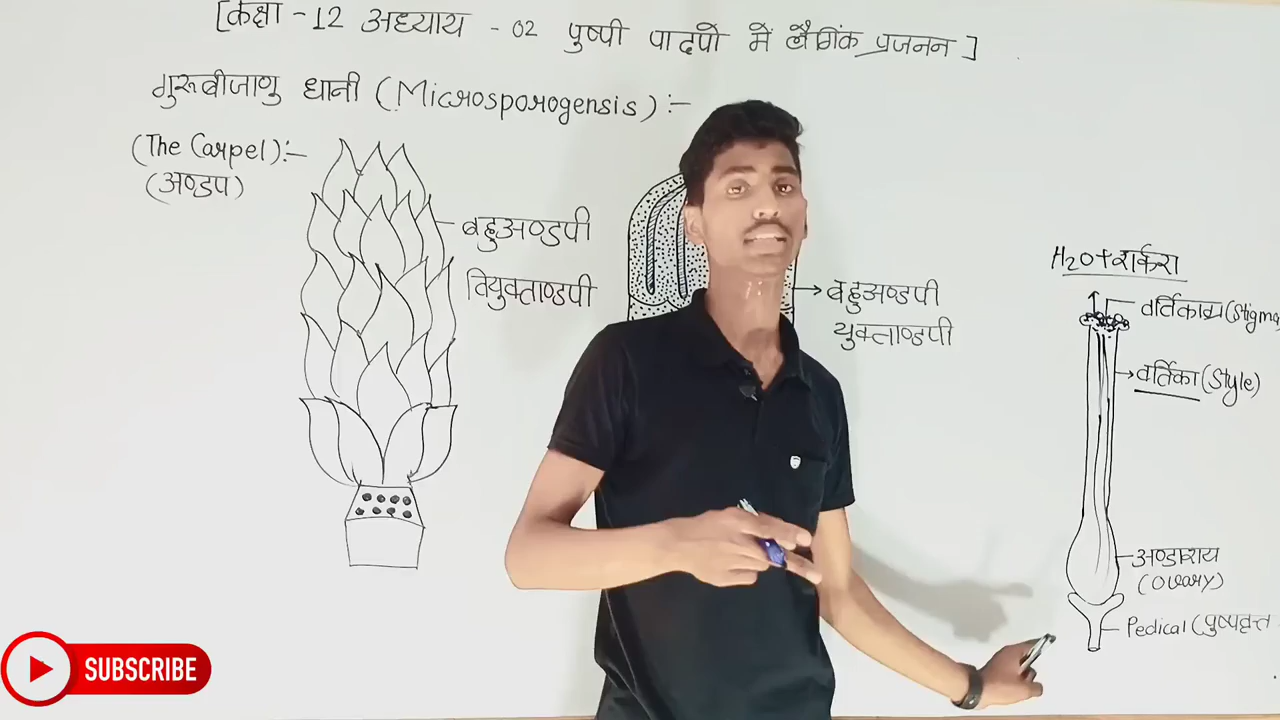 [कक्षा - 12 अध्याय - 02 पुष्पी पादपो में लैगिंक प्रजनन]
गुरुबीजाणु धानी (Microsporogensis) :-
(The Carpel):-
(अण्डप)
बहुअण्डपी
वियुक्ताण्डपी
बहुअण्डपी
युक्ताण्डपी
H2O+शर्करा
वर्तिकाग्र (Stigma
वर्तिका (Style)
अण्डाशय
(Ovary)
Pedical (पुष्पवृत्त
SUBSCRIBE